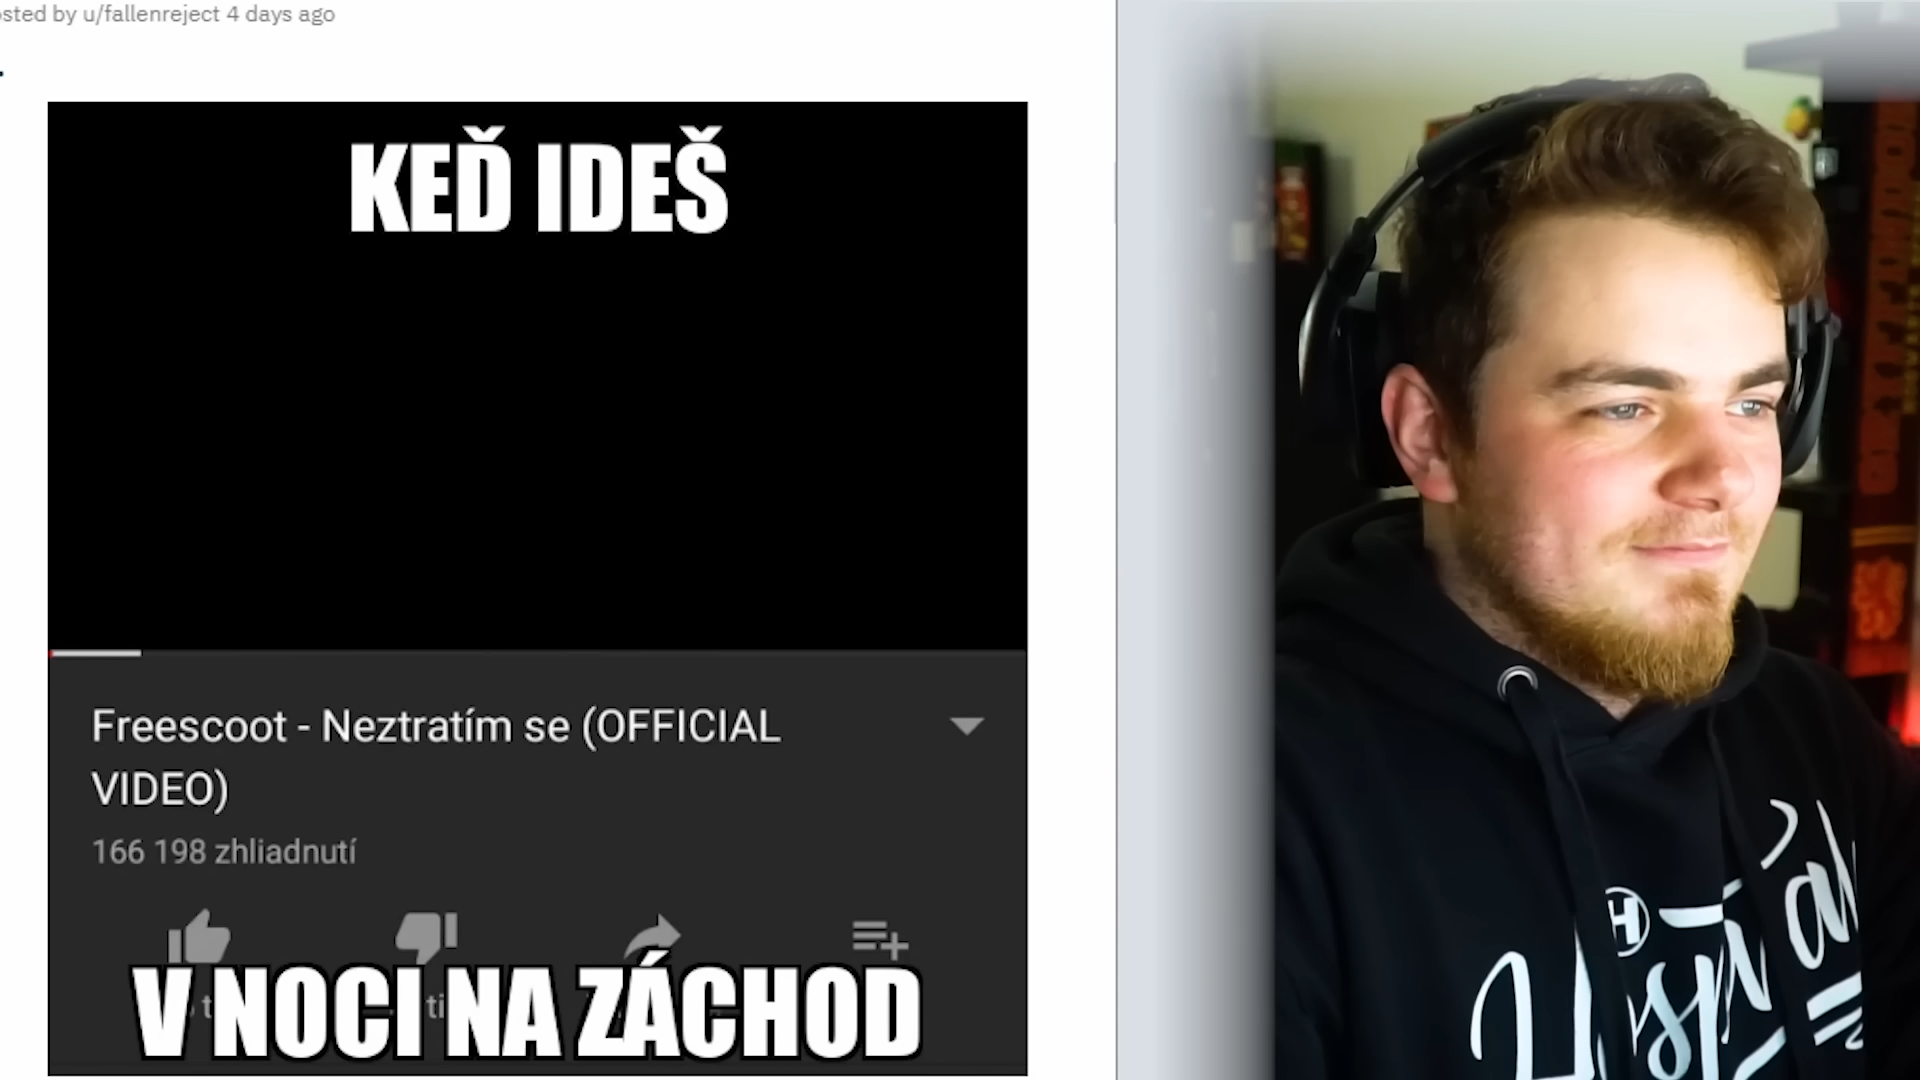 sted by u/fallenreject 4 days ago
KEĎ IDEŠ
Freescoot - Neztratím se (OFFICIAL
VIDEO)
166 198 zhliadnutí
V NOCI NA ZÁCHOD
H